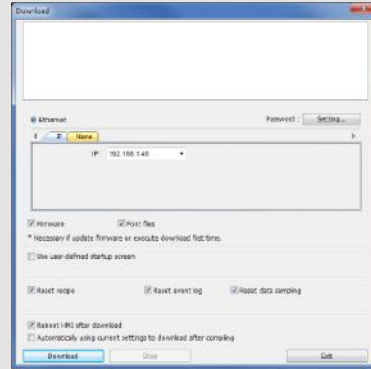 Download
Ethernet
Password : Setting...
IP Name
IP: 192.168.1.40
Firmware Font files
* Necessary if update firmware or execute download first time.
Use user-defined startup screen
Reset recipe Reset event log Reset data sampling
Reboot HMI after download
Automatically using current settings to download after compiling
Download Stop Exit